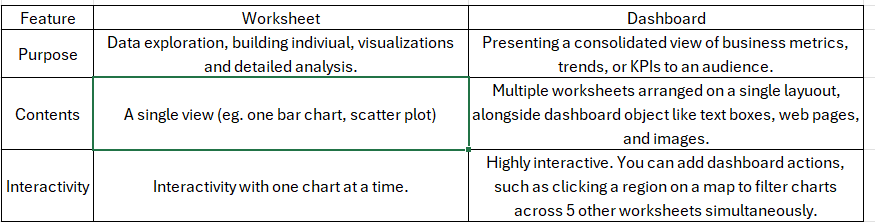 Feature Worksheet Dashboard
Purpose
Data exploration, building indiviual, visualizations
and detailed analysis.
Presenting a consolidated view of business metrics,
trends, or KPIs to an audience.
Contents
A single view (eg. one bar chart, scatter plot)
Multiple worksheets arranged on a single layuout,
alongside dashboard object like text boxes, web pages,
and images.
Interactivity
Interactivity with one chart at a time.
Highly interactive. You can add dashboard actions,
such as clicking a region on a map to filter charts
across 5 other worksheets simultaneously.